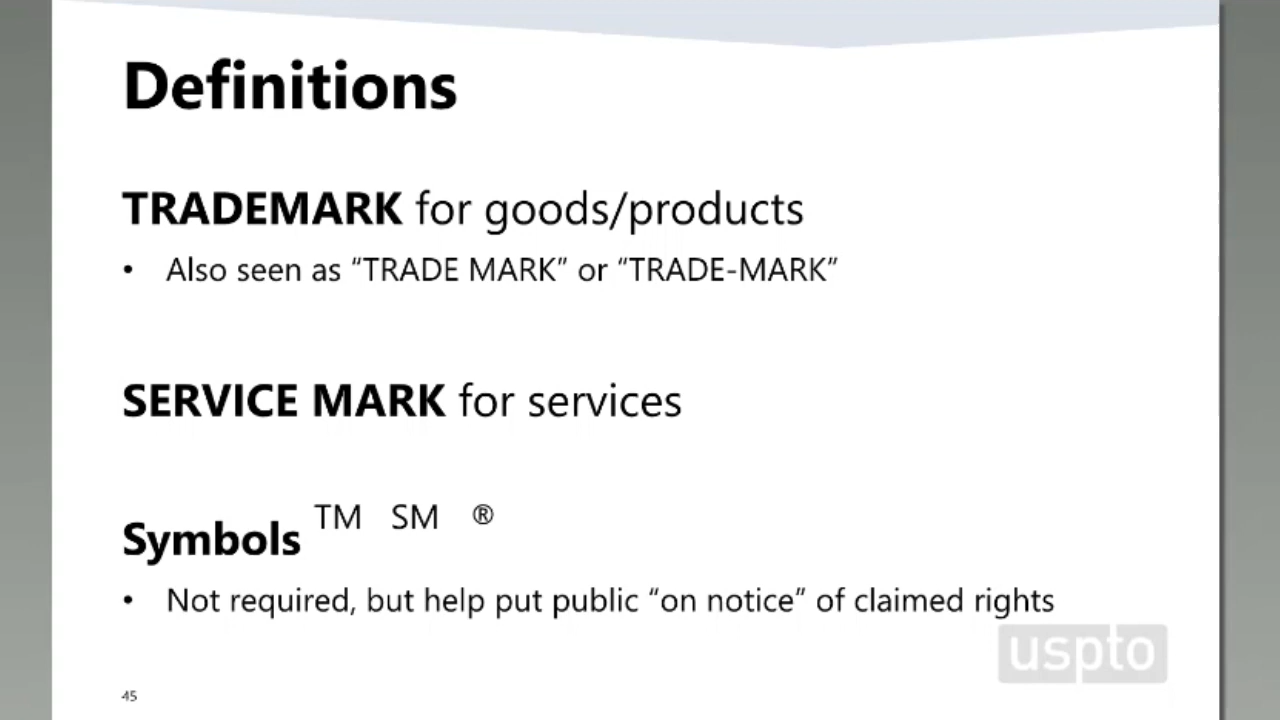 Definitions
TRADEMARK for goods/products
• Also seen as “TRADE MARK” or “TRADE-MARK”
SERVICE MARK for services
Symbols TM SM ®
• Not required, but help put public “on notice” of claimed rights
uspto
45